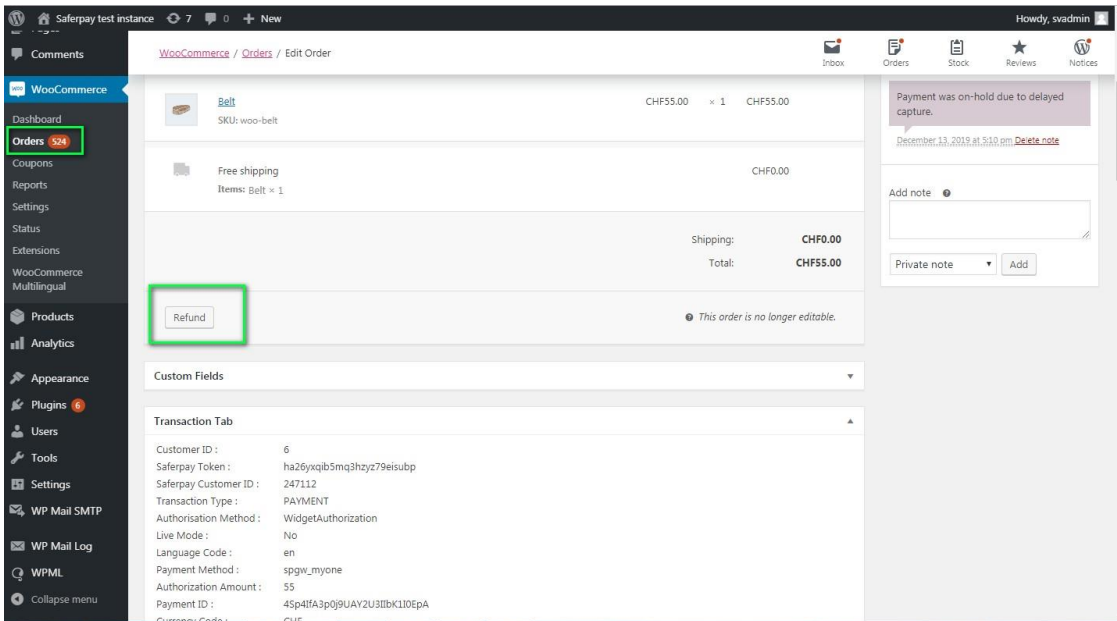 Saferpay test instance 7 0 + New Howdy, svadmin
Comments
WooCommerce
Dashboard
Orders 524
Coupons
Reports
Settings
Status
Extensions
WooCommerce
Multilingual
Products
Analytics
Appearance
Plugins 6
Users
Tools
Settings
WP Mail SMTP
WP Mail Log
WPML
Collapse menu
WooCommerce / Orders / Edit Order
Inbox Orders Stock Reviews Notices
Belt CHF55.00 × 1 CHF55.00
SKU: woo-belt
Free shipping CHF0.00
Items: Belt × 1
Shipping: CHF0.00
Total: CHF55.00
Refund This order is no longer editable.
Custom Fields
Transaction Tab
Customer ID : 6
Saferpay Token : ha26yxqib5mq3hzyz79eisubp
Saferpay Customer ID : 247112
Transaction Type : PAYMENT
Authorisation Method : WidgetAuthorization
Live Mode : No
Language Code : en
Payment Method : spgw_myone
Authorization Amount : 55
Payment ID : 4Sp4IfA3p0j9UAY2U3IIbK1I0EpA
Payment was on-hold due to delayed
capture.
December 13, 2019 at 5:10 pm Delete note
Add note
Private note Add